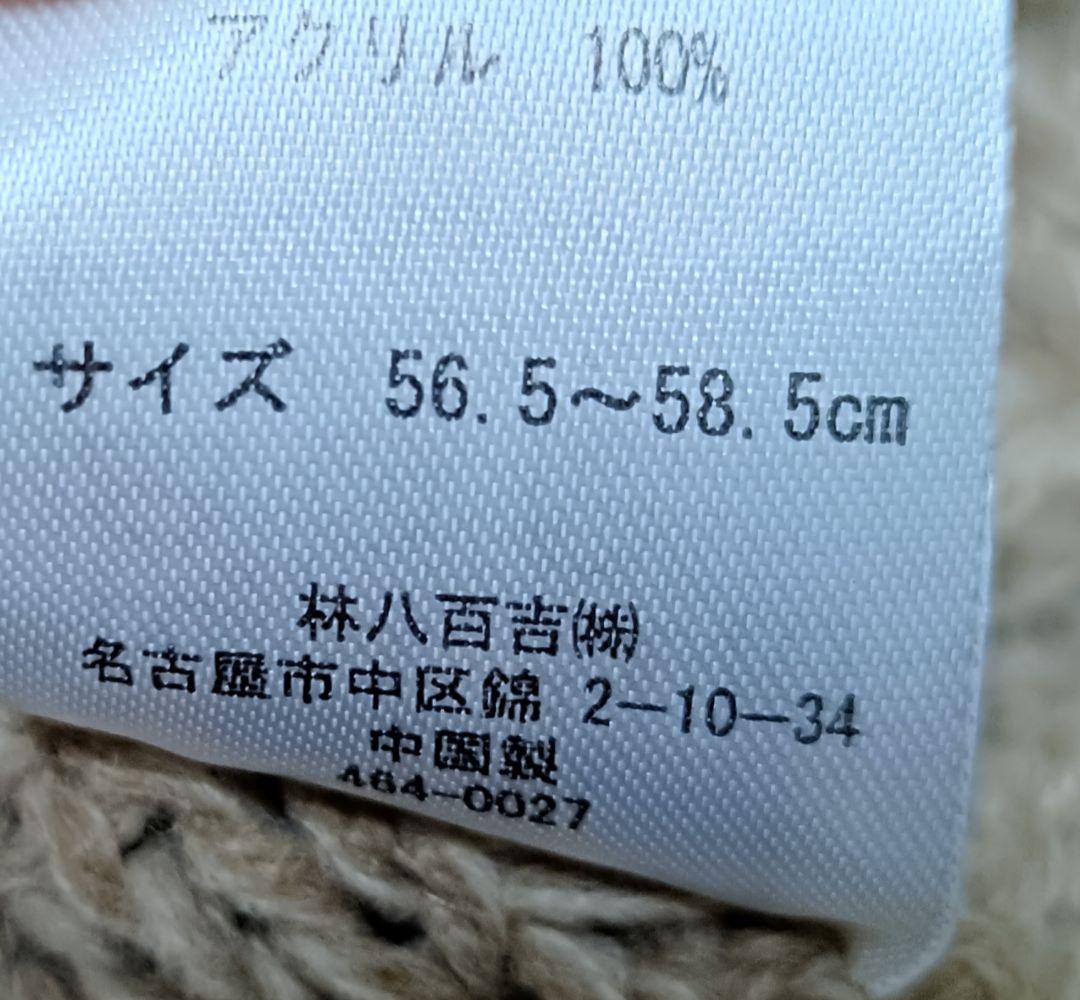 アクリル 100%
サイズ 56.5～58.5cm
林八百吉㈱
名古屋市中区錦 2-10-34
中国製
464-0027